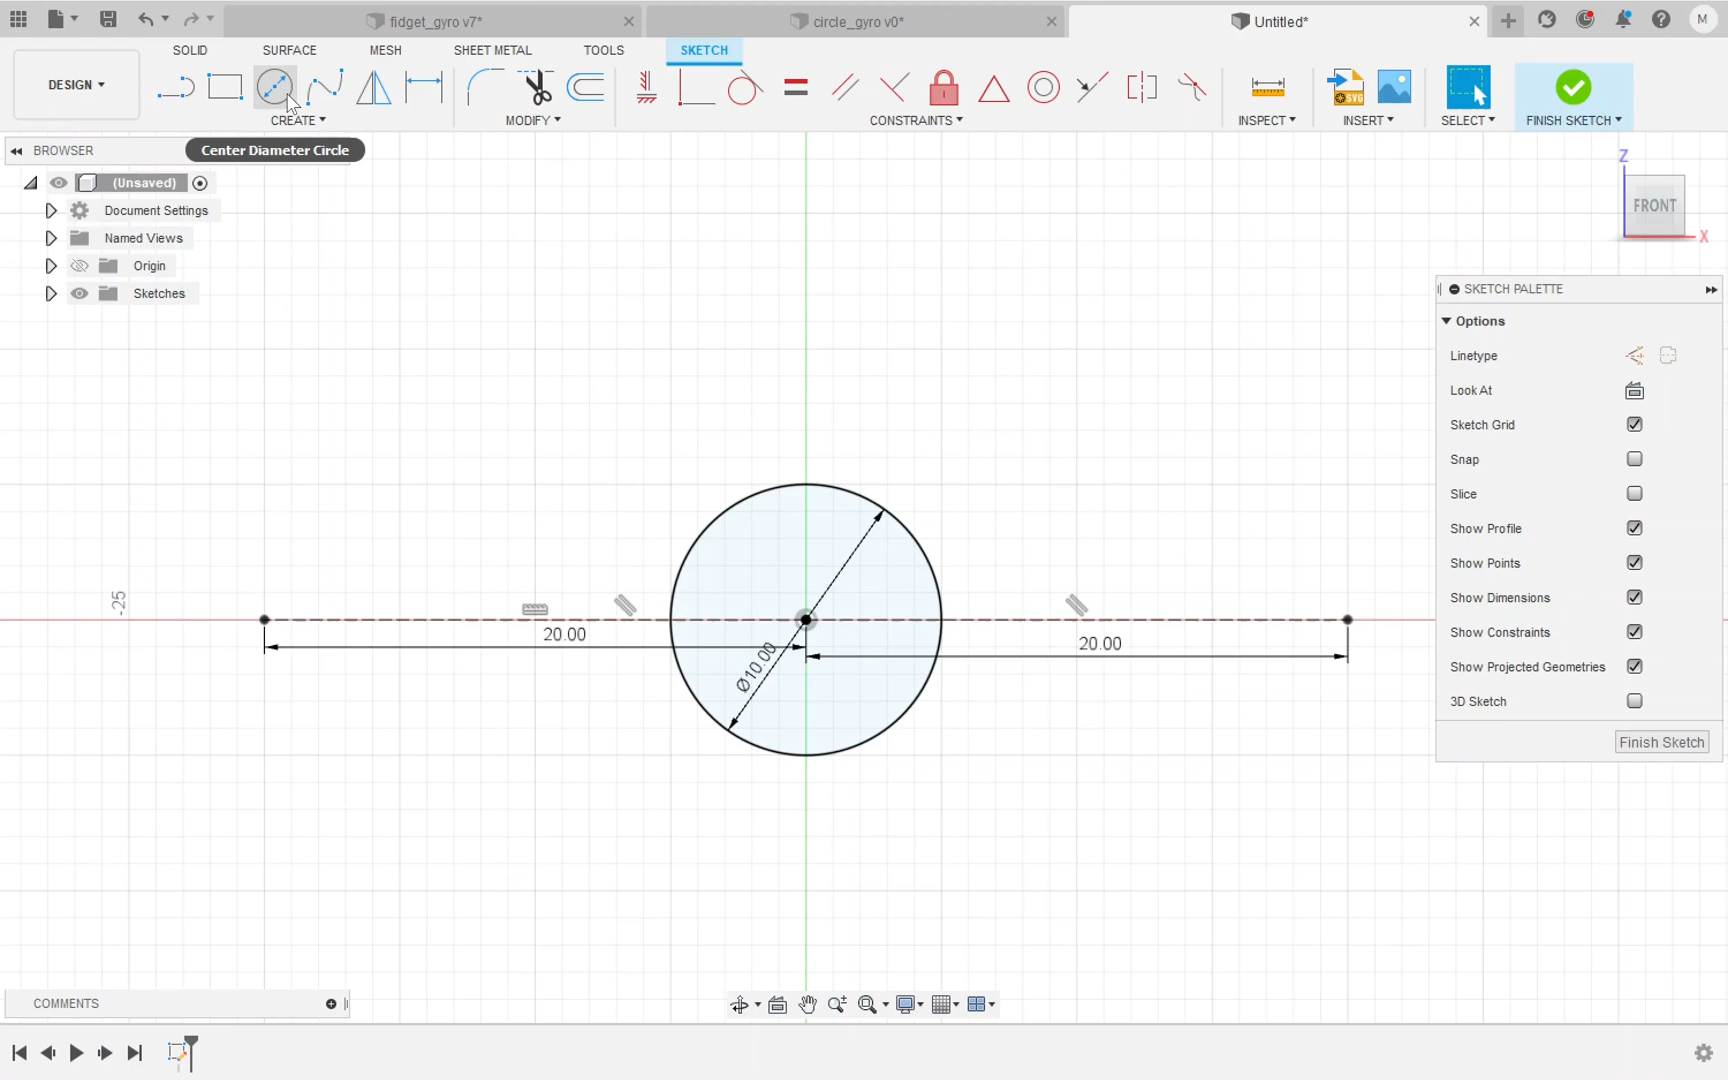 fidget_gyro v7*
circle_gyro v0*
Untitled*
M
DESIGN
SOLID
SURFACE
MESH
SHEET METAL
TOOLS
SKETCH
SVG
CREATE
MODIFY
CONSTRAINTS
INSPECT
INSERT
SELECT
FINISH SKETCH
BROWSER
Center Diameter Circle
(Unsaved)
Document Settings
Named Views
Origin
Sketches
Z
FRONT
X
SKETCH PALETTE
Options
Linetype
Look At
Sketch Grid
Snap
Slice
Show Profile
Show Points
Show Dimensions
Show Constraints
Show Projected Geometries
3D Sketch
Finish Sketch
-25
20.00
20.00
Ø10.00
COMMENTS